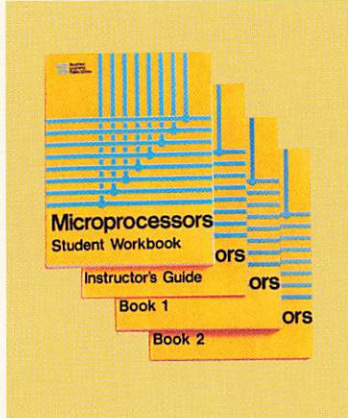 Microprocessors
Student Workbook
ors
Instructor's Guide
ors
Book 1
ors
Book 2